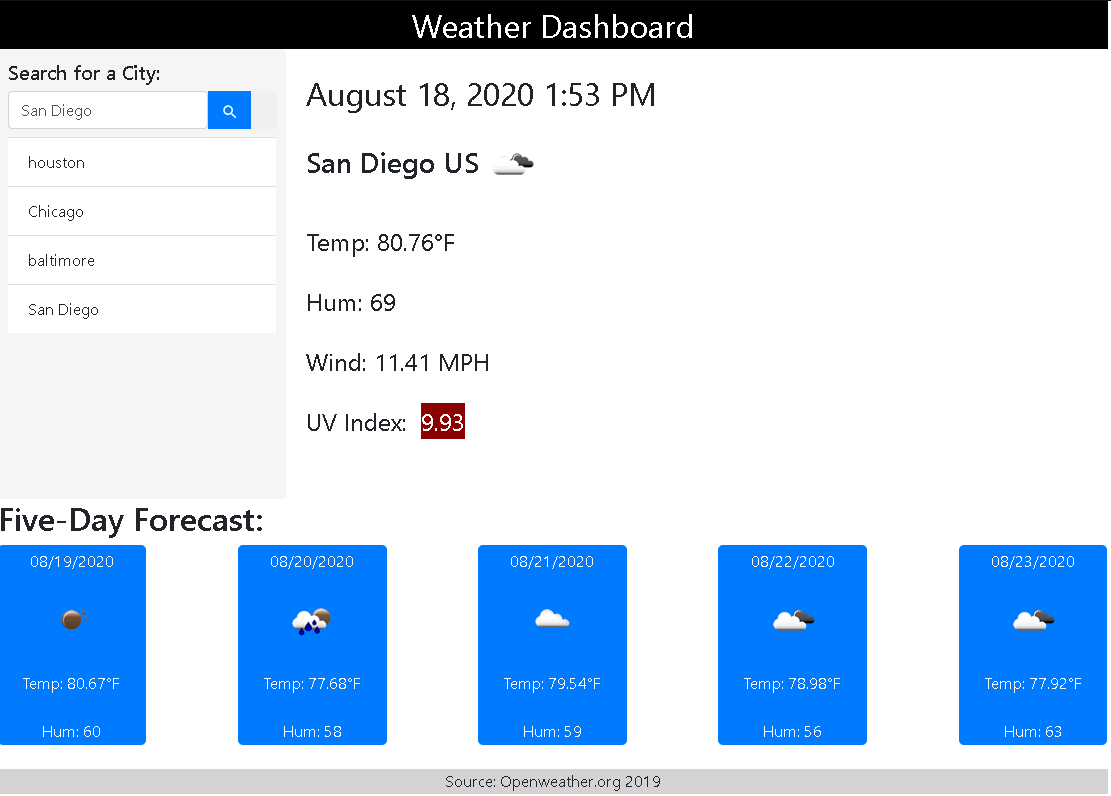 Weather Dashboard
Search for a City:
San Diego
houston
Chicago
baltimore
San Diego
August 18, 2020 1:53 PM
San Diego US
Temp: 80.76°F
Hum: 69
Wind: 11.41 MPH
UV Index: 9.93
Five-Day Forecast:
08/19/2020
Temp: 80.67°F
Hum: 60
08/20/2020
Temp: 77.68°F
Hum: 58
08/21/2020
Temp: 79.54°F
Hum: 59
08/22/2020
Temp: 78.98°F
Hum: 56
08/23/2020
Temp: 77.92°F
Hum: 63
Source: Openweather.org 2019